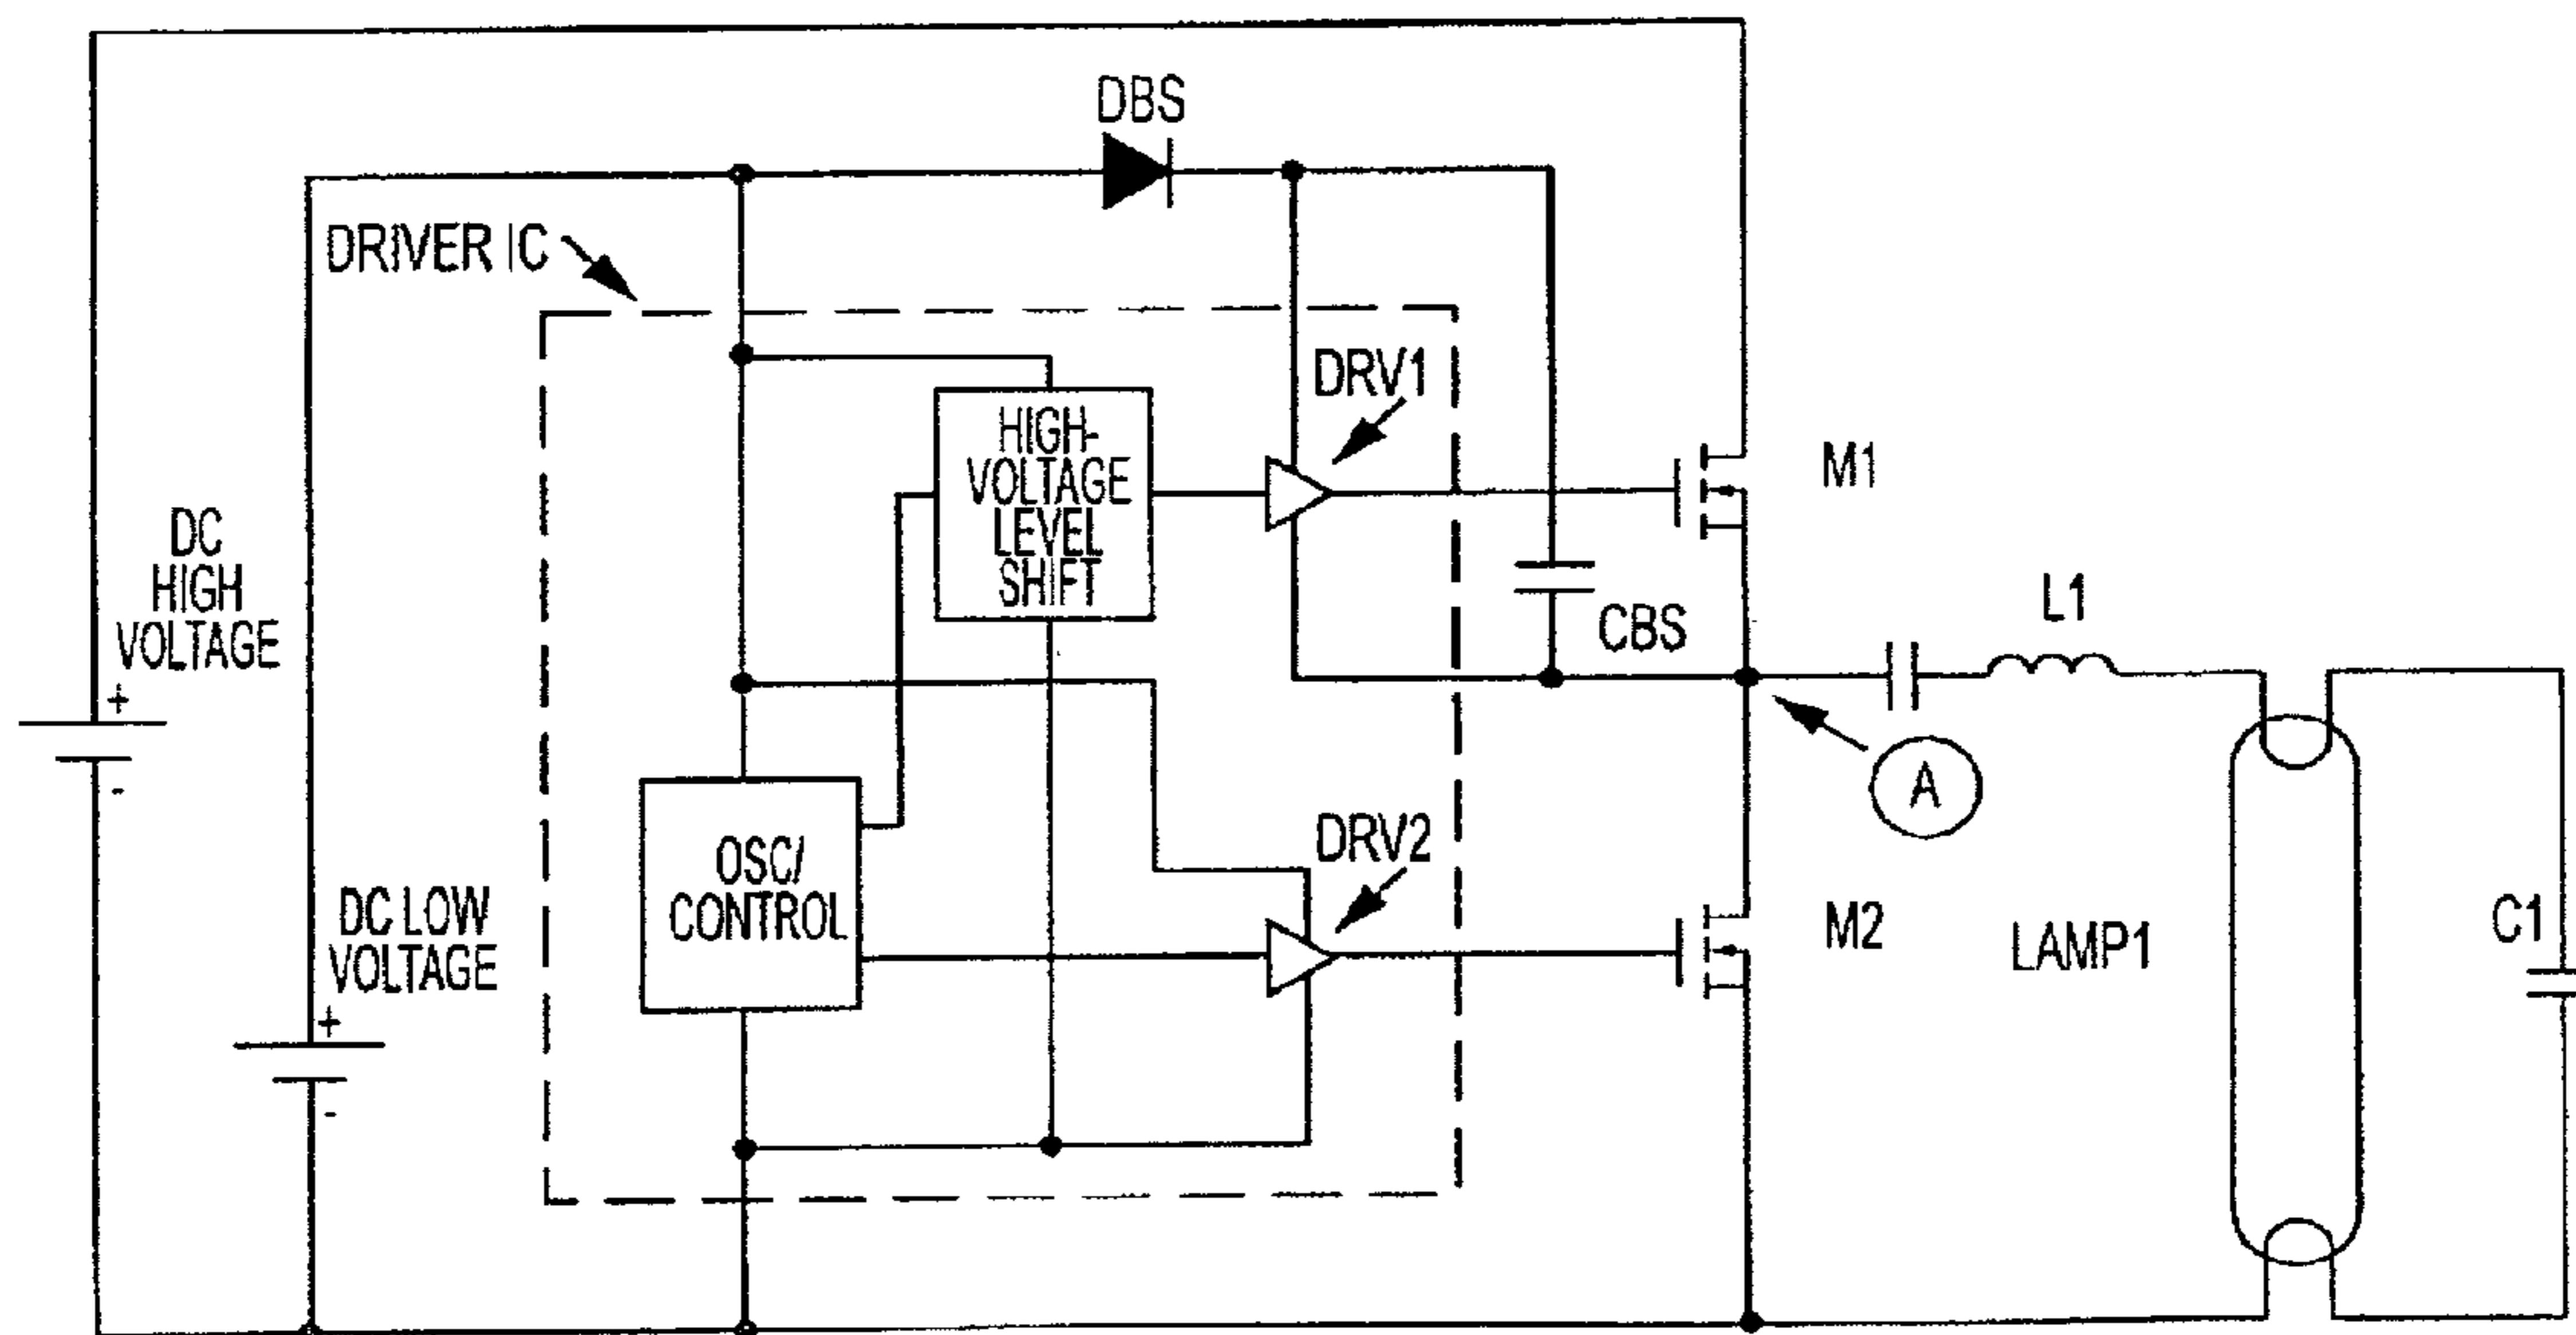 DBS
DRIVER IC
DRV1
HIGH-
VOLTAGE
LEVEL
SHIFT
M1
DC
HIGH
VOLTAGE
+
-
CBS
L1
A
OSC/
CONTROL
DRV2
DC LOW
VOLTAGE
+
-
M2
LAMP1
C1